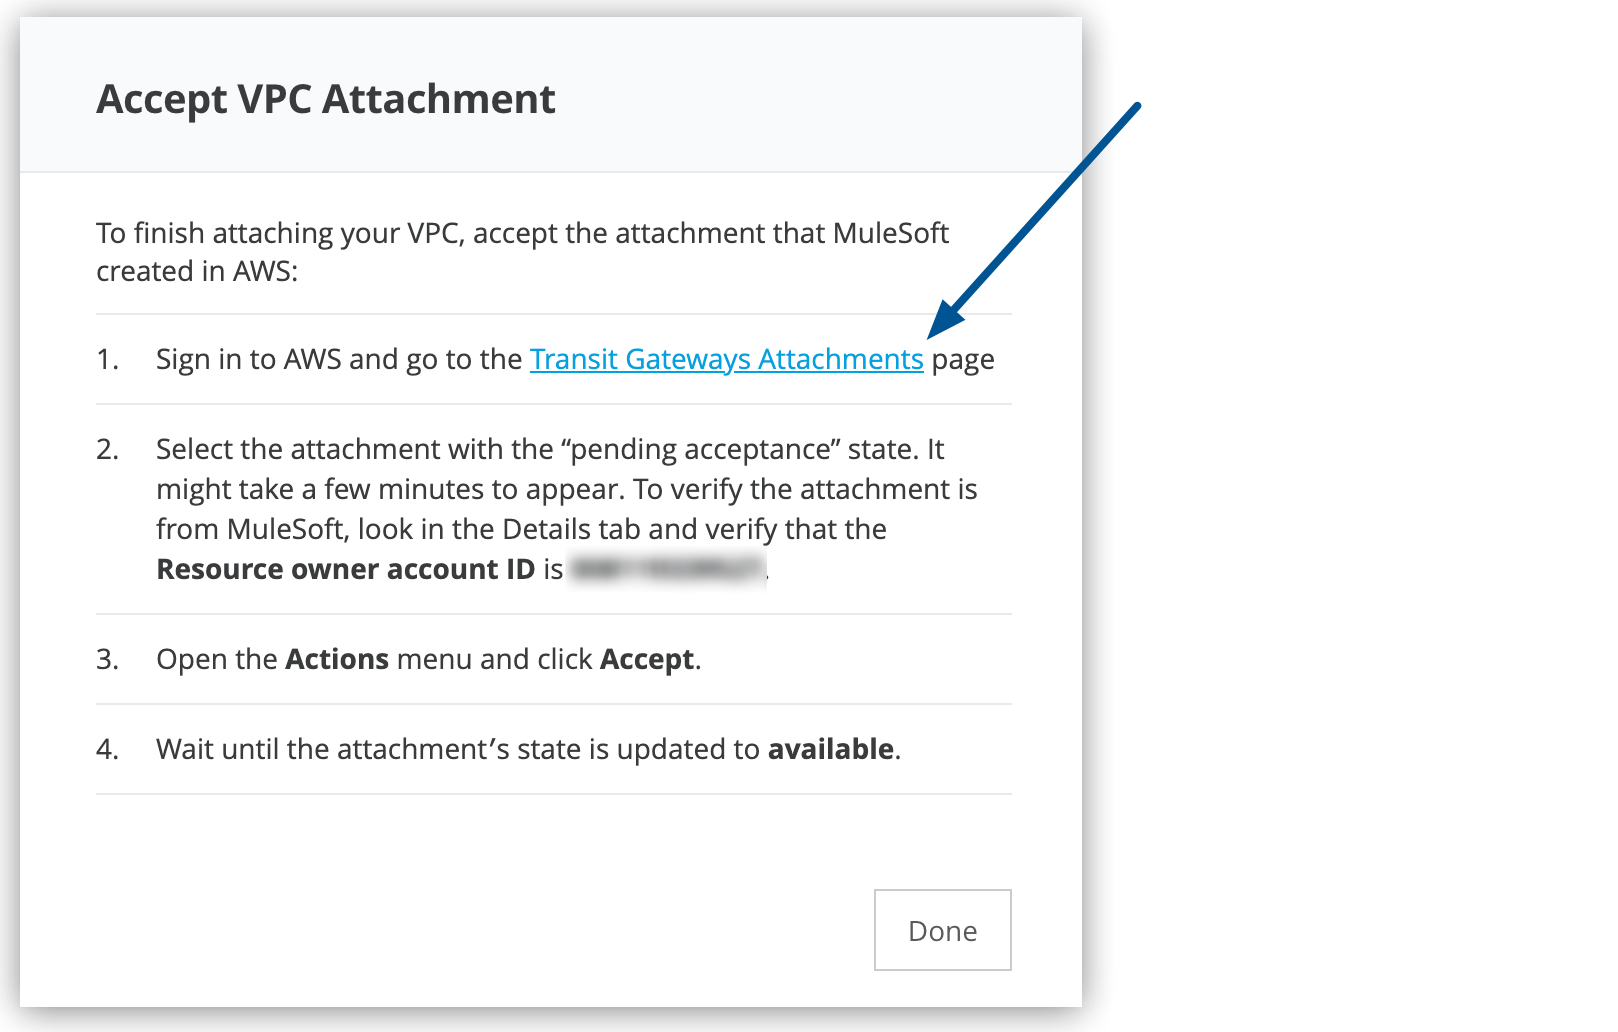 Accept VPC Attachment
To finish attaching your VPC, accept the attachment that MuleSoft
created in AWS:
1. Sign in to AWS and go to the Transit Gateways Attachments page
2. Select the attachment with the “pending acceptance” state. It
might take a few minutes to appear. To verify the attachment is
from MuleSoft, look in the Details tab and verify that the
Resource owner account ID is .
3. Open the Actions menu and click Accept.
4. Wait until the attachment’s state is updated to available.
Done